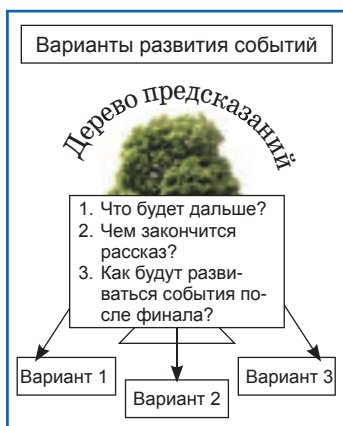 Варианты развития событий
Дерево предсказаний
1. Что будет дальше?
2. Чем закончится
рассказ?
3. Как будут разви-
ваться события по-
сле финала?
Вариант 1
Вариант 2
Вариант 3